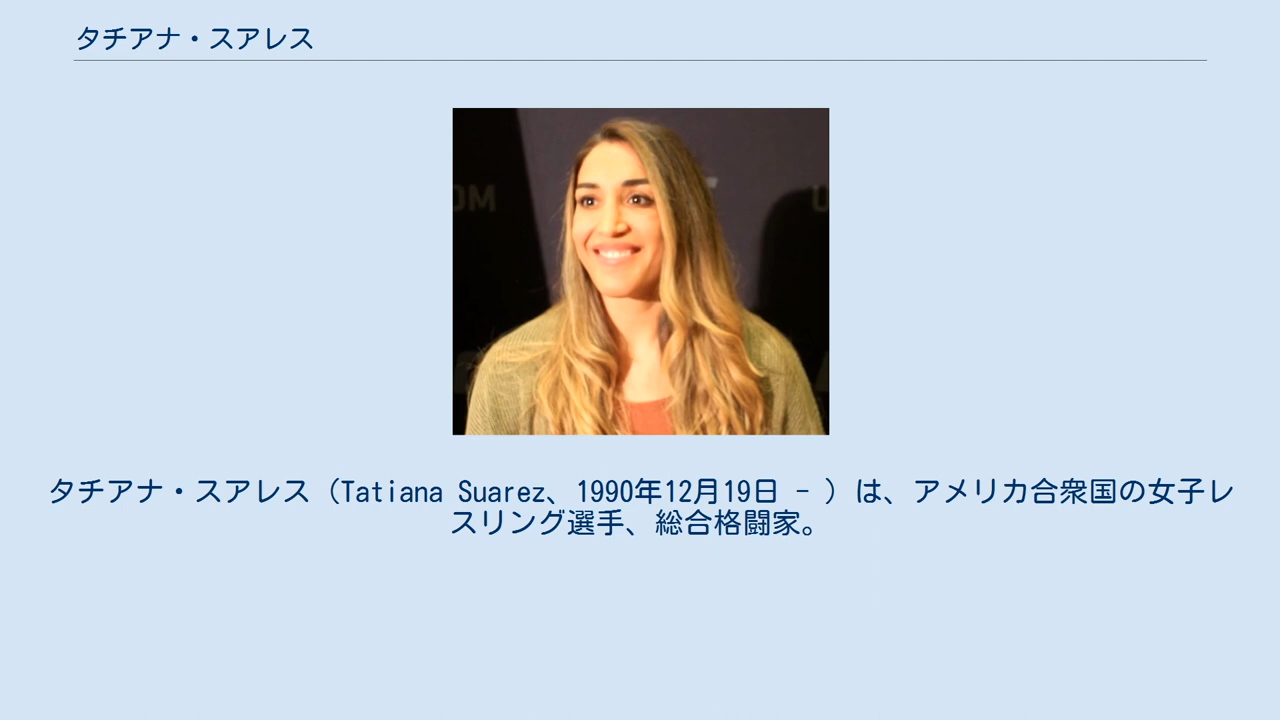 タチアナ・スアレス
タチアナ・スアレス（Tatiana Suarez、1990年12月19日 - ）は、アメリカ合衆国の女子レ
スリング選手、総合格闘家。